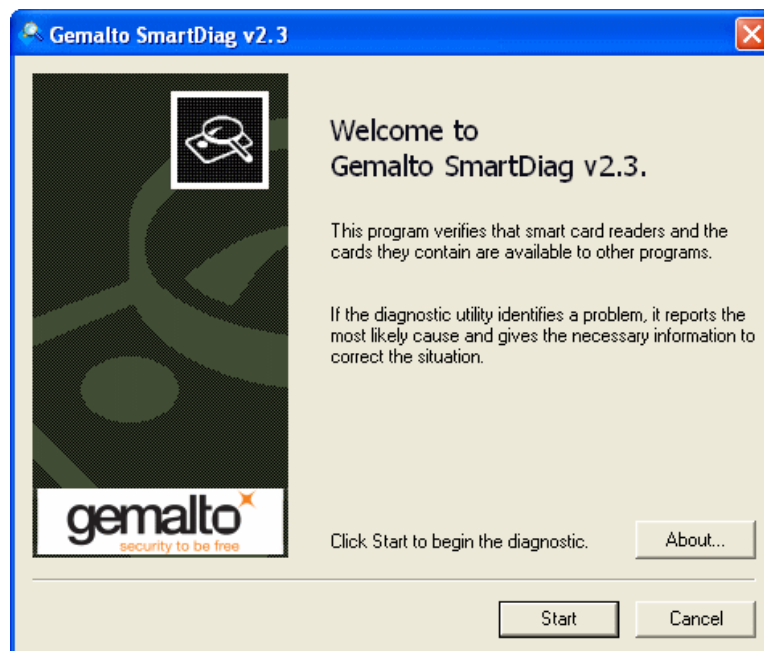 Gemalto SmartDiag v2.3
Welcome to
Gemalto SmartDiag v2.3.
This program verifies that smart card readers and the
cards they contain are available to other programs.
If the diagnostic utility identifies a problem, it reports the
most likely cause and gives the necessary information to
correct the situation.
gemalto
security to be free
Click Start to begin the diagnostic.
About...
Start
Cancel